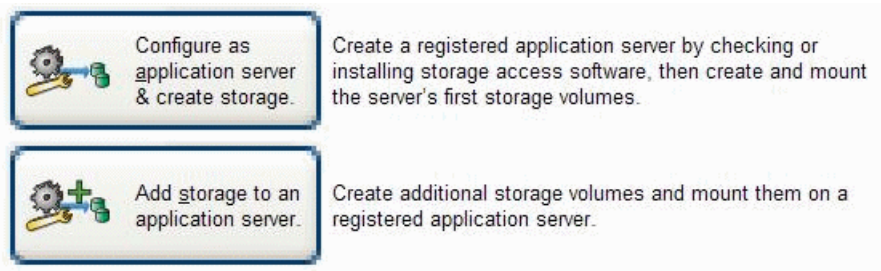 Configure as
application server
& create storage.
Create a registered application server by checking or
installing storage access software, then create and mount
the server's first storage volumes.
Add storage to an
application server.
Create additional storage volumes and mount them on a
registered application server.